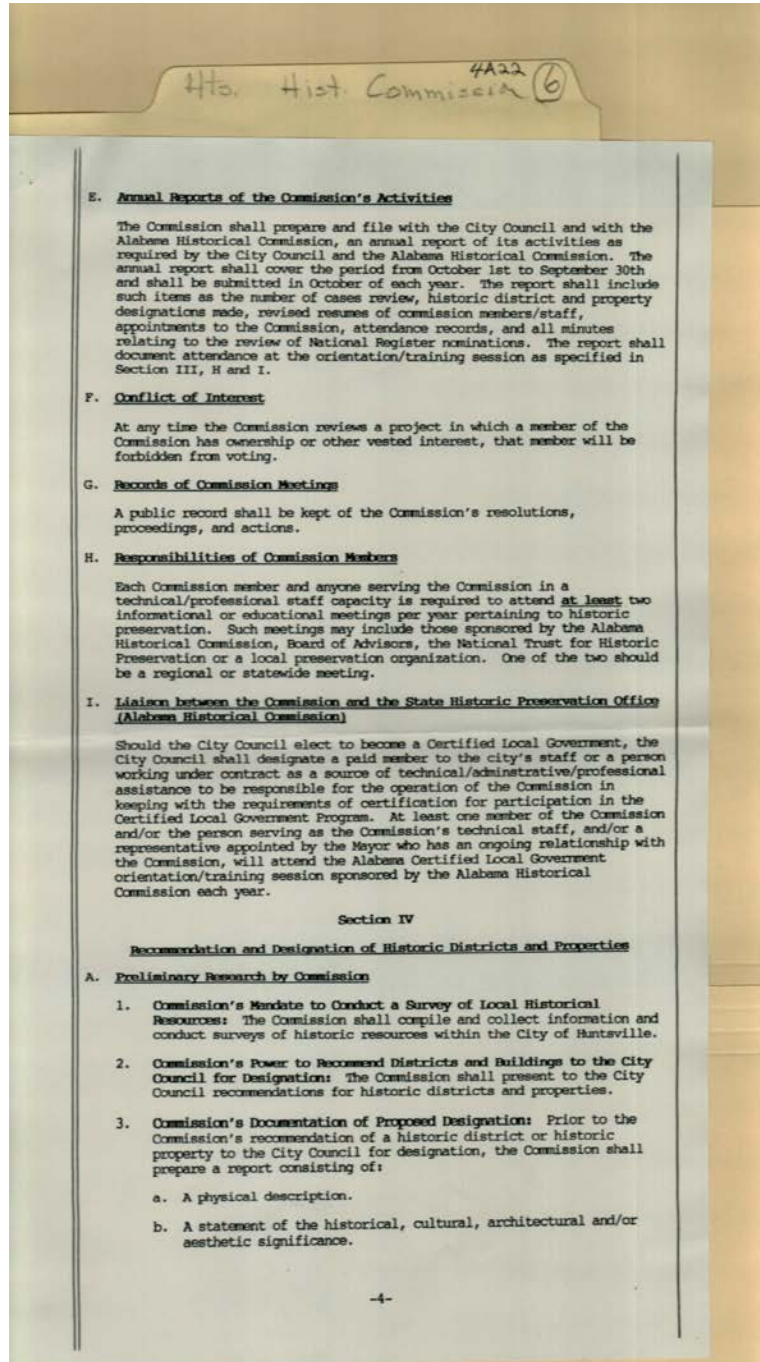 4A22
Hts. Hist. Commission 6
E. Annual Reports of the Commission's Activities
The Commission shall prepare and file with the City Council and with the
Alabama Historical Commission, an annual report of its activities as
required by the City Council and the Alabama Historical Commission. The
annual report shall cover the period from October 1st to September 30th
and shall be submitted in October of each year. The report shall include
such items as the number of cases review, historic district and property
designations made, revised resumes of commission members/staff,
appointments to the Commission, attendance records, and all minutes
relating to the review of National Register nominations. The report shall
document attendance at the orientation/training session as specified in
Section III, H and I.
F. Conflict of Interest
At any time the Commission reviews a project in which a member of the
Commission has ownership or other vested interest, that member will be
forbidden from voting.
G. Records of Commission Meetings
A public record shall be kept of the Commission's resolutions,
proceedings, and actions.
H. Responsibilities of Commission Members
Each Commission member and anyone serving the Commission in a
technical/professional staff capacity is required to attend at least two
informational or educational meetings per year pertaining to historic
preservation. Such meetings may include those sponsored by the Alabama
Historical Commission, Board of Advisors, the National Trust for Historic
Preservation or a local preservation organization. One of the two should
be a regional or statewide meeting.
I. Liaison between the Commission and the State Historic Preservation Office
(Alabama Historical Commission)
Should the City Council elect to become a Certified Local Government, the
City Council shall designate a paid member to the city's staff or a person
working under contract as a source of technical/adminstrative/professional
assistance to be responsible for the operation of the Commission in
keeping with the requirements of certification for participation in the
Certified Local Government Program. At least one member of the Commission
and/or the person serving as the Commission's technical staff, and/or a
representative appointed by the Mayor who has an ongoing relationship with
the Commission, will attend the Alabama Certified Local Government
orientation/training session sponsored by the Alabama Historical
Commission each year.
Section IV
Recommendation and Designation of Historic Districts and Properties
A. Preliminary Research by Commission
1. Commission's Mandate to Conduct a Survey of Local Historical
Resources: The Commission shall compile and collect information and
conduct surveys of historic resources within the City of Huntsville.
2. Commission's Power to Recommend Districts and Buildings to the City
Council for Designation: The Commission shall present to the City
Council recommendations for historic districts and properties.
3. Commission's Documentation of Proposed Designation: Prior to the
Commission's recommendation of a historic district or historic
property to the City Council for designation, the Commission shall
prepare a report consisting of:
a. A physical description.
b. A statement of the historical, cultural, architectural and/or
aesthetic significance.
-4-